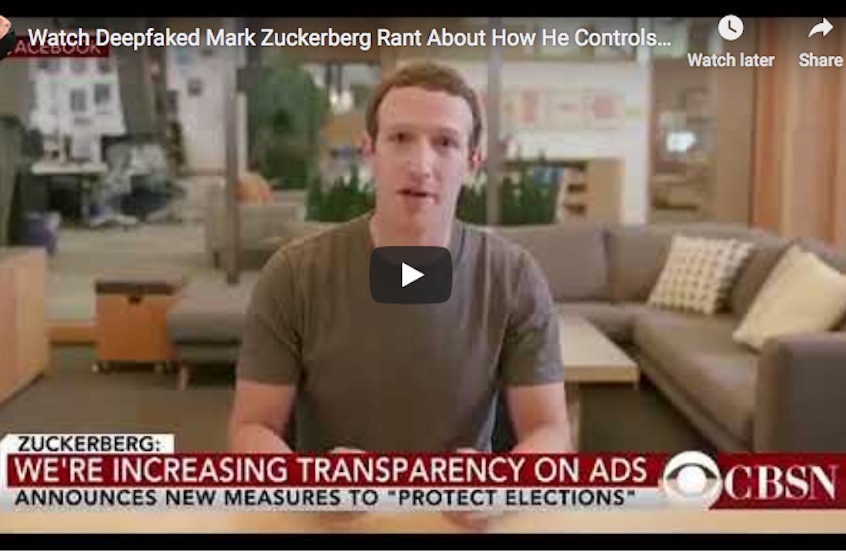 Watch Deepfaked Mark Zuckerberg Rant About How He Controls...
Watch later
Share
FACEBOOK
ZUCKERBERG:
WE'RE INCREASING TRANSPARENCY ON ADS
ANNOUNCES NEW MEASURES TO "PROTECT ELECTIONS"
CBSN